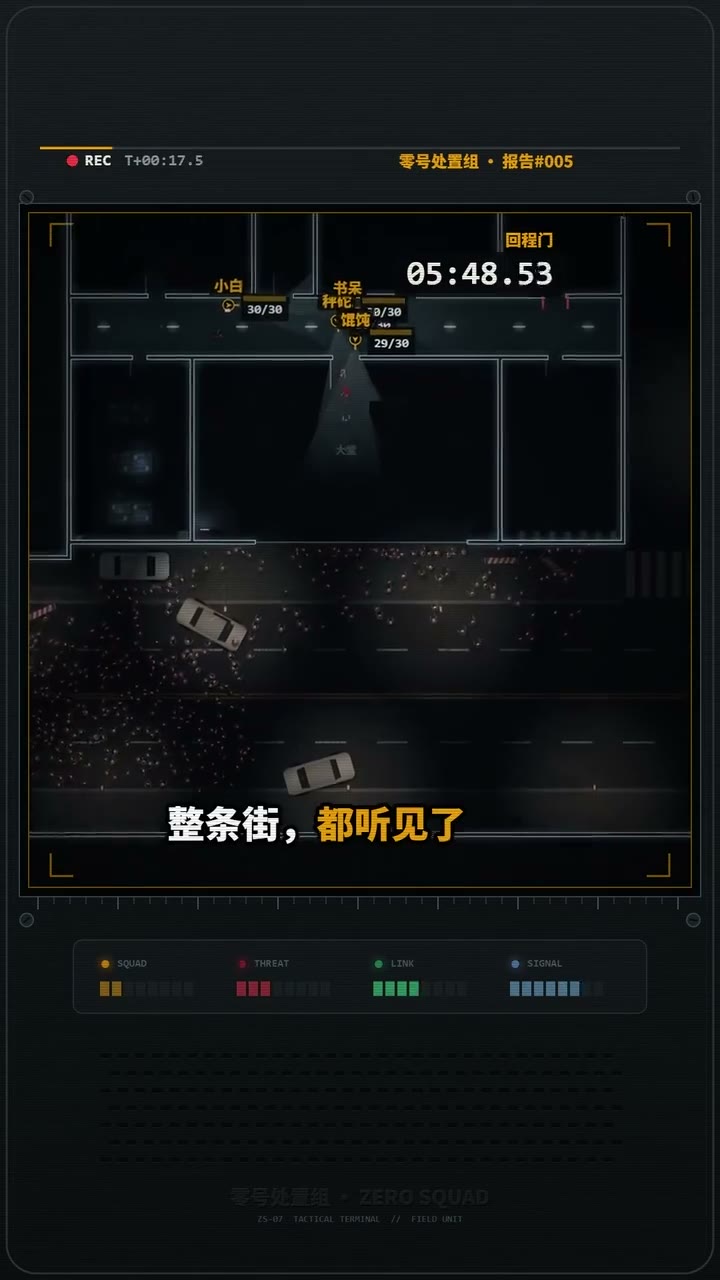 REC T+00:17.5
零号处置组 · 报告#005
回程门
05:48.53
小白
30/30
书呆
秤砣
馄饨
29/30
大堂
整条街，都听见了
SQUAD
THREAT
LINK
SIGNAL
零号处置组 · ZERO SQUAD
ZS-07 TACTICAL TERMINAL // FIELD UNIT